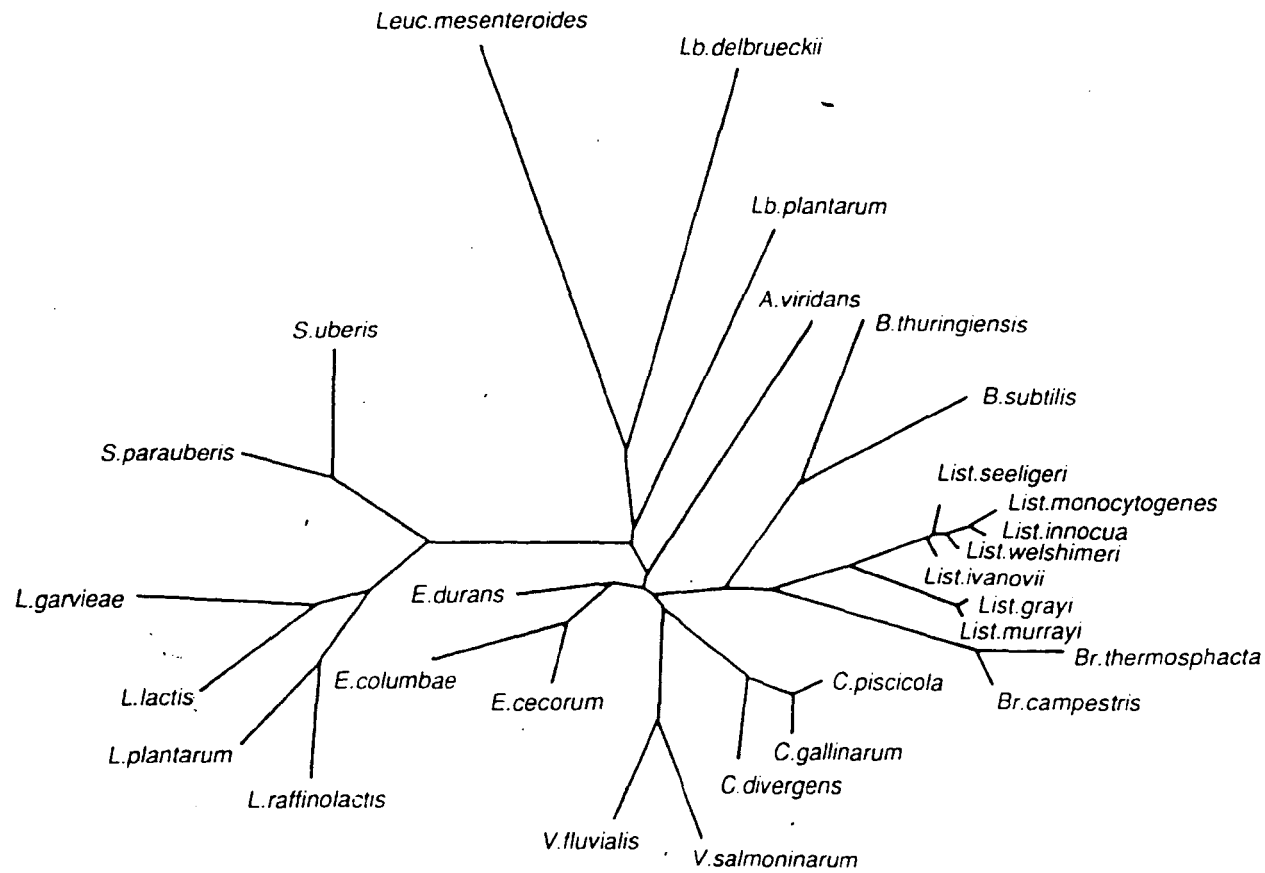 Leuc.mesenteroides
Lb.delbrueckii
Lb.plantarum
A.viridans
B.thuringiensis
S.uberis
B.subtilis
S.parauberis
List.seeligeri
List.monocytogenes
List.innocua
List.welshimeri
List.ivanovii
L.garvieae
E.durans
List.grayi
List.murrayi
Br.thermosphacta
E.columbae
C.piscicola
L.lactis
E.cecorum
Br.campestris
L.plantarum
C.gallinarum
C.divergens
L.raffinolactis
V.fluvialis
V.salmoninarum